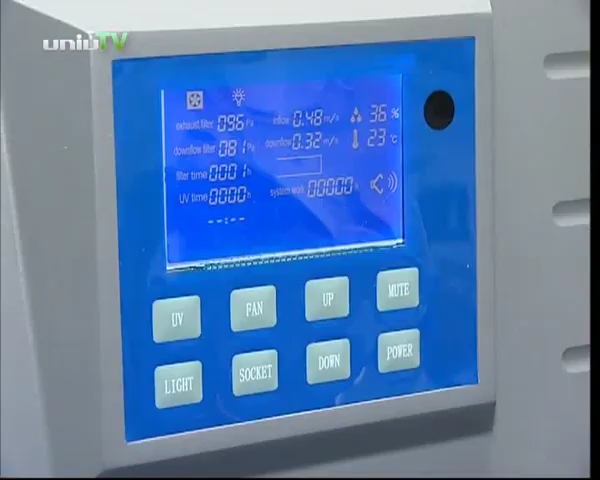 uniúTV
exhaust filter 096 Pa inflow 0.48 m/s 36 %
downflow filter 081 Pa downflow 0.32 m/s 23 °C
filter time 0001 h
UV time 0000 h system work 00000 h
--:--
UV FAN UP MUTE
LIGHT SOCKET DOWN POWER